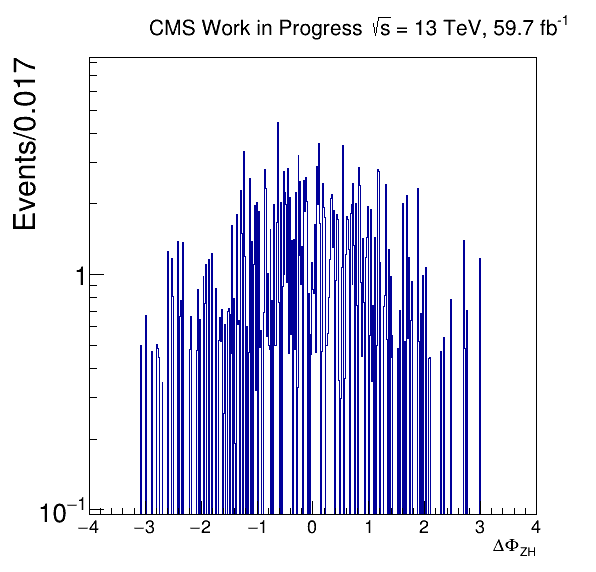 CMS Work in Progress √s = 13 TeV, 59.7 fb⁻¹
Events/0.017
1
10⁻¹
−4 −3 −2 −1 0 1 2 3 4
ΔΦ_ZH